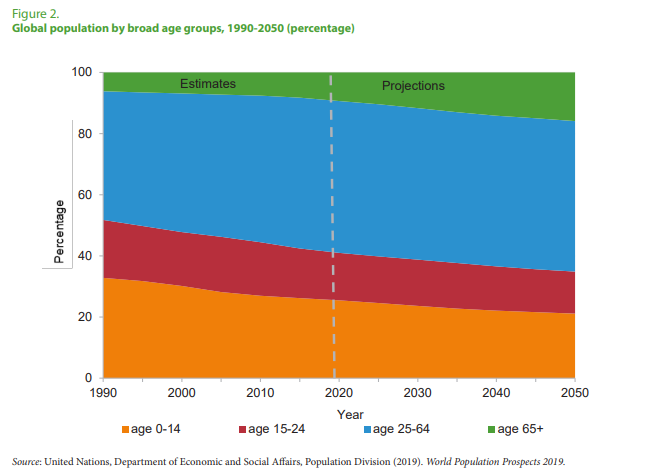 Figure 2.
Global population by broad age groups, 1990-2050 (percentage)
100
Estimates
Projections
80
60
40
20
0
Percentage
1990
2000
2010
2020
2030
2040
2050
Year
age 0-14
age 15-24
age 25-64
age 65+
Source: United Nations, Department of Economic and Social Affairs, Population Division (2019). World Population Prospects 2019.